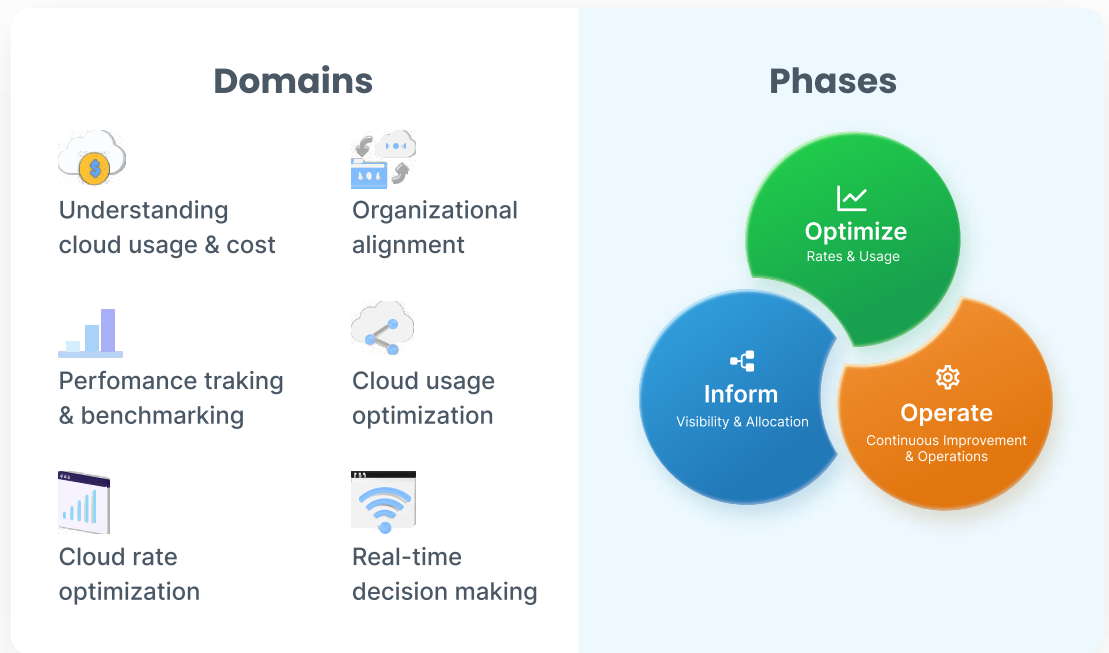 Domains
Understanding
cloud usage & cost
Organizational
alignment
Perfomance traking
& benchmarking
Cloud usage
optimization
Cloud rate
optimization
Real-time
decision making
Phases
Optimize
Rates & Usage
Inform
Visibility & Allocation
Operate
Continuous Improvement
& Operations